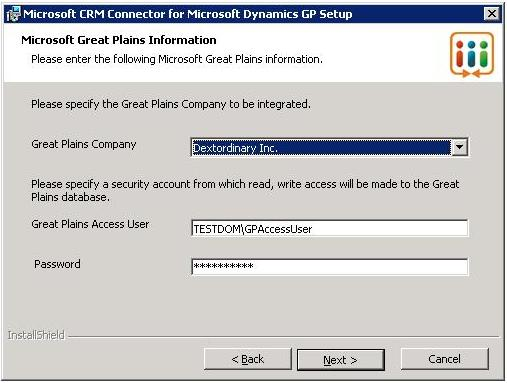 Microsoft CRM Connector for Microsoft Dynamics GP Setup
Microsoft Great Plains Information
Please enter the following Microsoft Great Plains information.
Please specify the Great Plains Company to be integrated.
Great Plains Company
Dextordinary Inc.
Please specify a security account from which read, write access will be made to the Great
Plains database.
Great Plains Access User
TESTDOM\GPAccessUser
Password
**********
InstallShield
< Back
Next >
Cancel